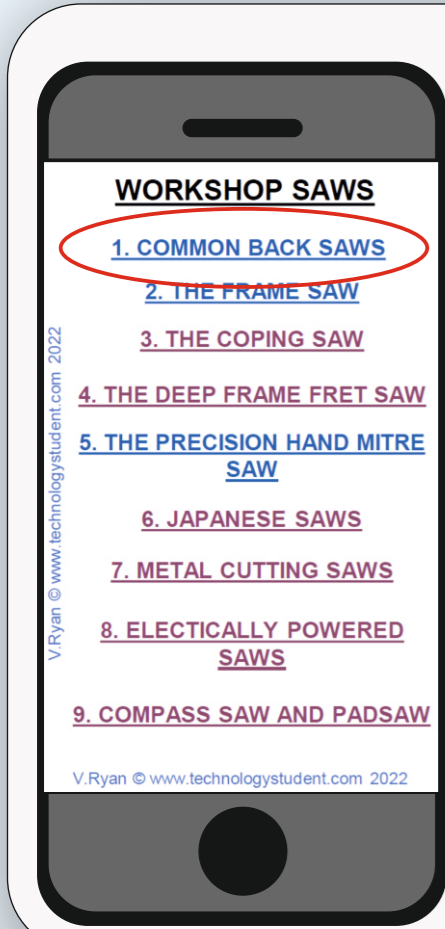 WORKSHOP SAWS
1. COMMON BACK SAWS
2. THE FRAME SAW
3. THE COPING SAW
4. THE DEEP FRAME FRET SAW
5. THE PRECISION HAND MITRE
SAW
6. JAPANESE SAWS
7. METAL CUTTING SAWS
8. ELECTICALLY POWERED
SAWS
9. COMPASS SAW AND PADSAW
V.Ryan © www.technologystudent.com 2022
V.Ryan © www.technologystudent.com 2022